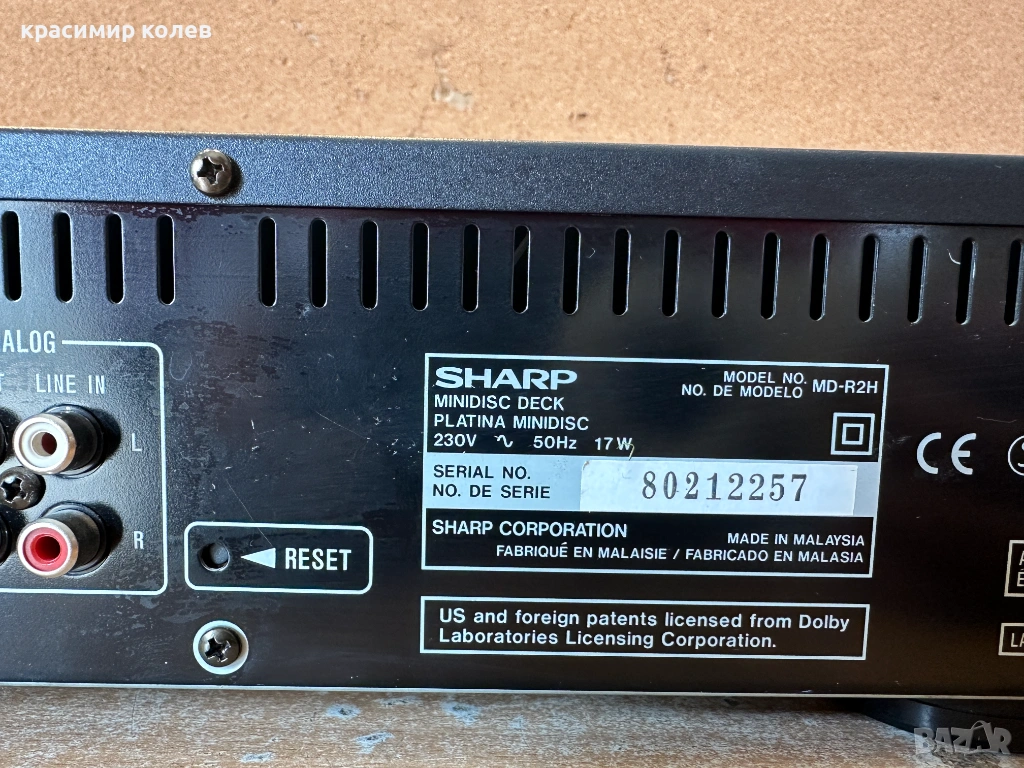 красимир колев
ALOG
LINE IN
L
R
RESET
SHARP
MINIDISC DECK
PLATINA MINIDISC
230V ∿ 50Hz 17W
MODEL NO.
NO. DE MODELO
MD-R2H
SERIAL NO.
NO. DE SERIE
80212257
SHARP CORPORATION
MADE IN MALAYSIA
FABRIQUÉ EN MALAISIE / FABRICADO EN MALASIA
US and foreign patents licensed from Dolby
Laboratories Licensing Corporation.
CE
LA
BAZAR